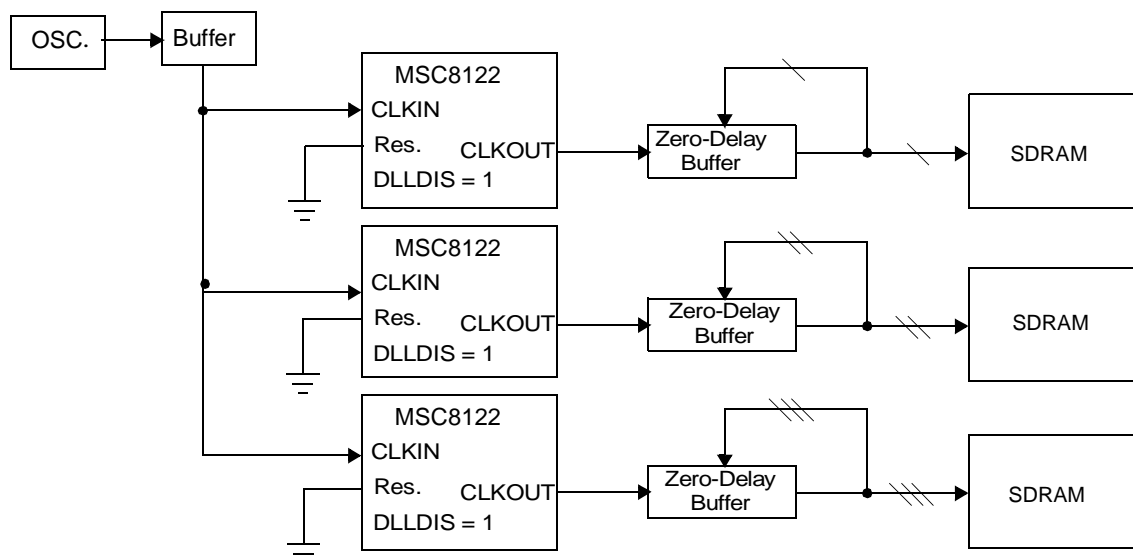 OSC.
Buffer
MSC8122
CLKIN
Res.
CLKOUT
DLLDIS = 1
Zero-Delay
Buffer
SDRAM
MSC8122
CLKIN
Res.
CLKOUT
DLLDIS = 1
Zero-Delay
Buffer
SDRAM
MSC8122
CLKIN
Res.
CLKOUT
DLLDIS = 1
Zero-Delay
Buffer
SDRAM